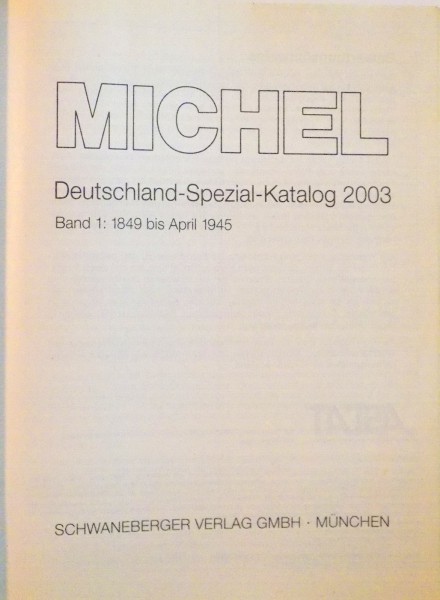 MICHEL
Deutschland-Spezial-Katalog 2003
Band 1: 1849 bis April 1945
SCHWANEBERGER VERLAG GMBH · MÜNCHEN